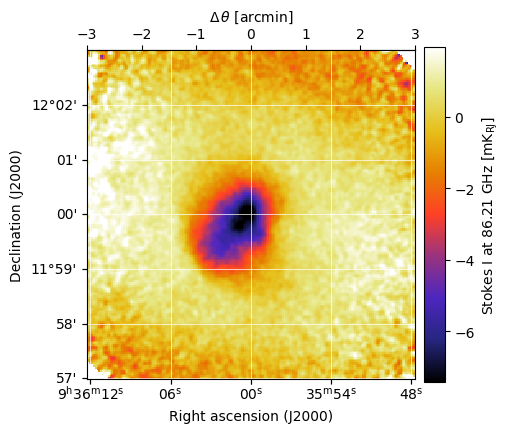 Δ θ [arcmin]
−3 −2 −1 0 1 2 3
12°02'
01'
00'
11°59'
58'
57'
Declination (J2000)
9ʰ36ᵐ12ˢ 06ˢ 00ˢ 35ᵐ54ˢ 48ˢ
Right ascension (J2000)
0
−2
−4
−6
Stokes I at 86.21 GHz [mK_RJ]